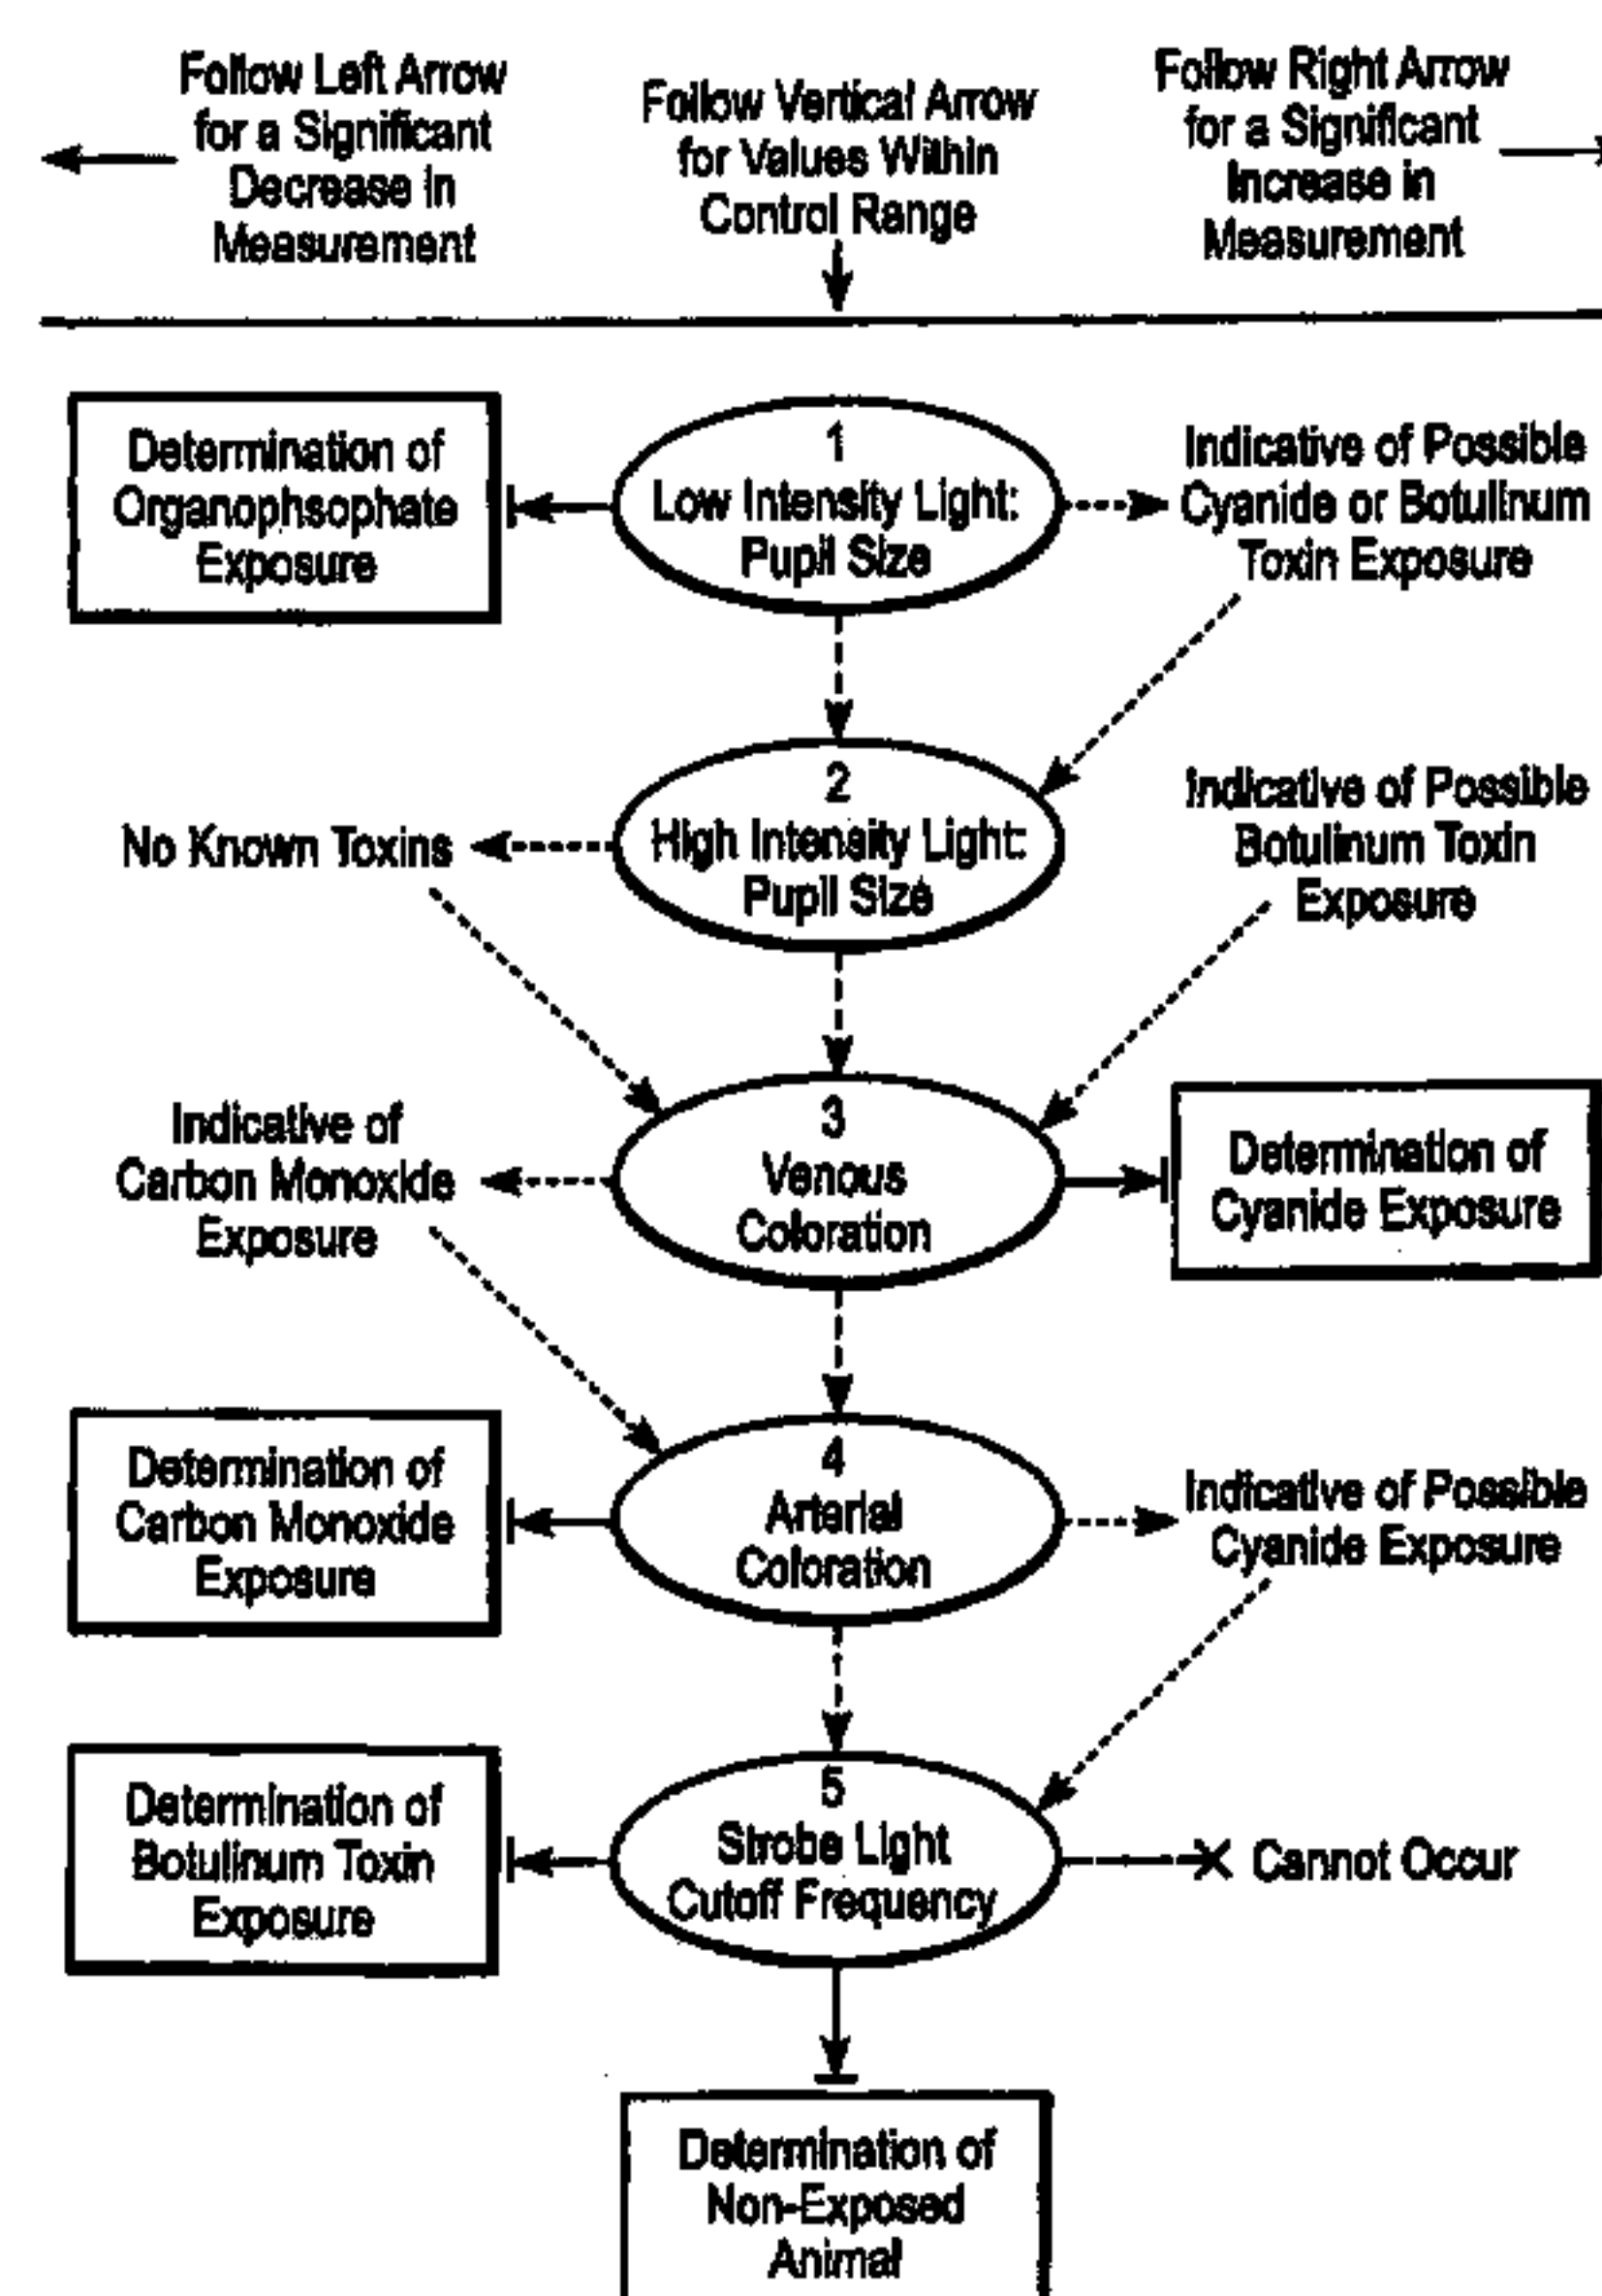 Follow Left Arrow
for a Significant
Decrease in
Measurement
Follow Vertical Arrow
for Values Within
Control Range
Follow Right Arrow
for a Significant
Increase in
Measurement
Determination of
Organophsophate
Exposure
1
Low Intensity Light:
Pupil Size
Indicative of Possible
Cyanide or Botulinum
Toxin Exposure
No Known Toxins
2
High Intensity Light:
Pupil Size
Indicative of Possible
Botulinum Toxin
Exposure
Indicative of
Carbon Monoxide
Exposure
3
Venous
Coloration
Determination of
Cyanide Exposure
Determination of
Carbon Monoxide
Exposure
4
Arterial
Coloration
Indicative of Possible
Cyanide Exposure
Determination of
Botulinum Toxin
Exposure
5
Strobe Light
Cutoff Frequency
Cannot Occur
Determination of
Non-Exposed
Animal